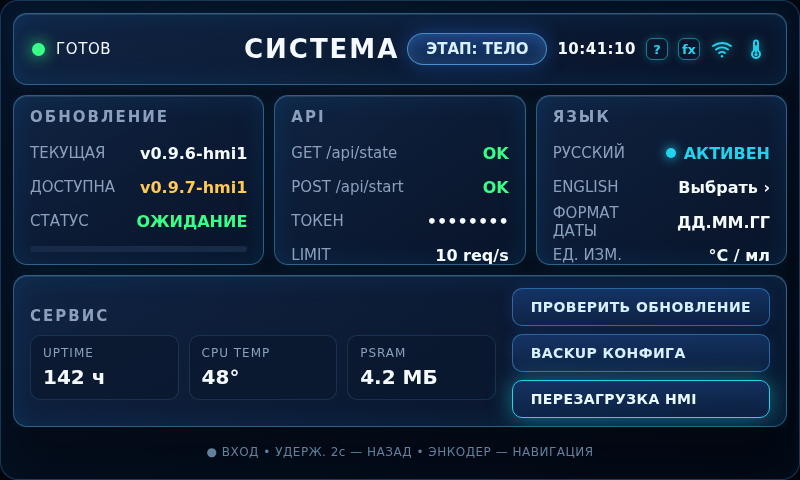 ГОТОВ
СИСТЕМА
ЭТАП: ТЕЛО
10:41:10
?
fx
ОБНОВЛЕНИЕ
ТЕКУЩАЯ v0.9.6-hmi1
ДОСТУПНА v0.9.7-hmi1
СТАТУС ОЖИДАНИЕ
API
GET /api/state OK
POST /api/start OK
ТОКЕН ••••••••
LIMIT 10 req/s
ЯЗЫК
РУССКИЙ ● АКТИВЕН
ENGLISH Выбрать ›
ФОРМАТ
ДАТЫ ДД.ММ.ГГ
ЕД. ИЗМ. °C / мл
СЕРВИС
UPTIME
142 ч
CPU TEMP
48°
PSRAM
4.2 МБ
ПРОВЕРИТЬ ОБНОВЛЕНИЕ
BACKUP КОНФИГА
ПЕРЕЗАГРУЗКА HMI
● ВХОД • УДЕРЖ. 2с — НАЗАД • ЭНКОДЕР — НАВИГАЦИЯ